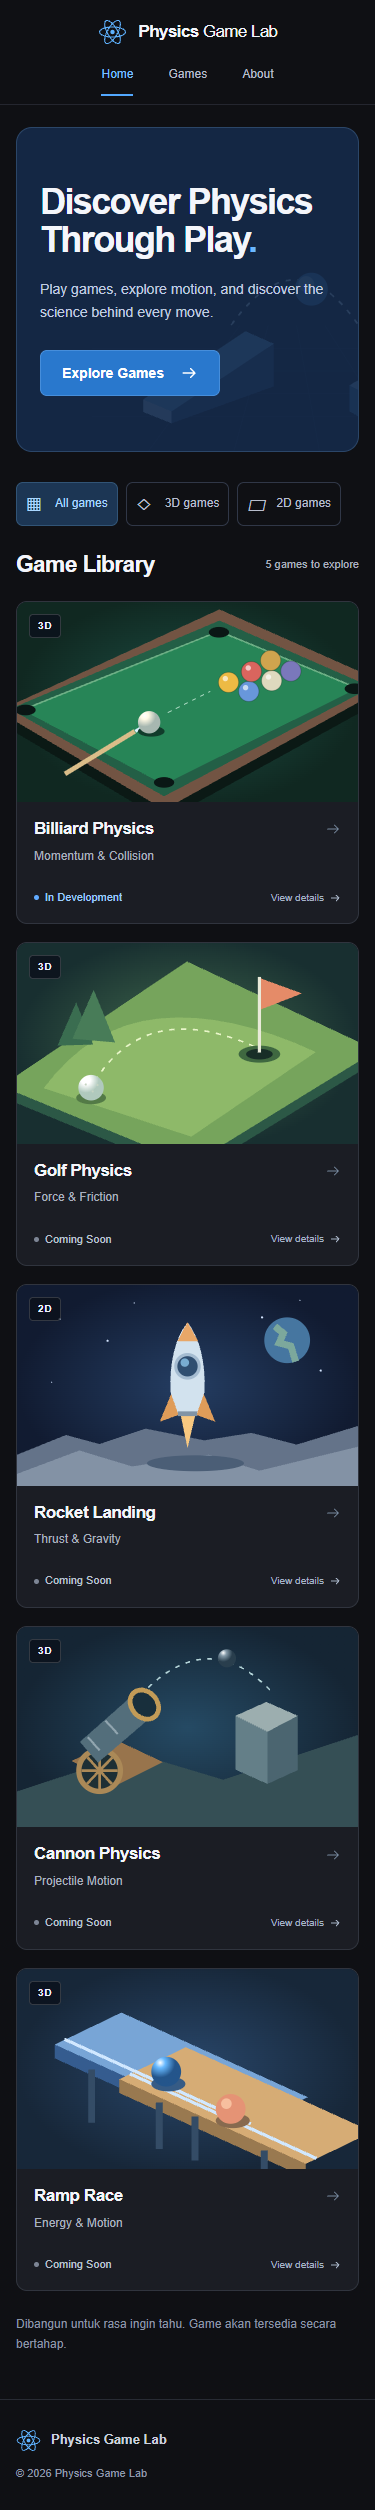 Physics Game Lab
Home Games About
Discover Physics
Through Play.
Play games, explore motion, and discover the
science behind every move.
Explore Games →
All games 3D games 2D games
Game Library 5 games to explore
3D
Billiard Physics →
Momentum & Collision
In Development View details →
3D
Golf Physics →
Force & Friction
Coming Soon View details →
2D
Rocket Landing →
Thrust & Gravity
Coming Soon View details →
3D
Cannon Physics →
Projectile Motion
Coming Soon View details →
3D
Ramp Race →
Energy & Motion
Coming Soon View details →
Dibangun untuk rasa ingin tahu. Game akan tersedia secara
bertahap.
Physics Game Lab
© 2026 Physics Game Lab